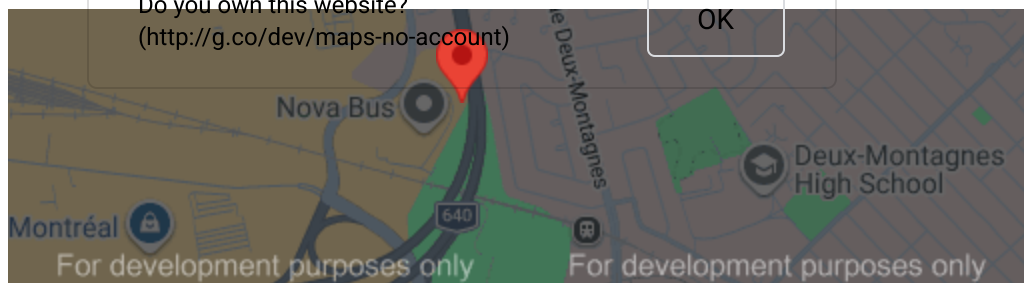 Do you own this website?
OK
(http://g.co/dev/maps-no-account)
e Deux-Montagnes
Nova Bus
Deux-Montagnes
High School
640
Montréal
For development purposes only
For development purposes only